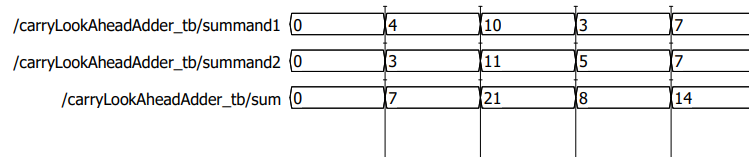 /carryLookAheadAdder_tb/summand1 0 4 10 3 7
/carryLookAheadAdder_tb/summand2 0 3 11 5 7
/carryLookAheadAdder_tb/sum 0 7 21 8 14